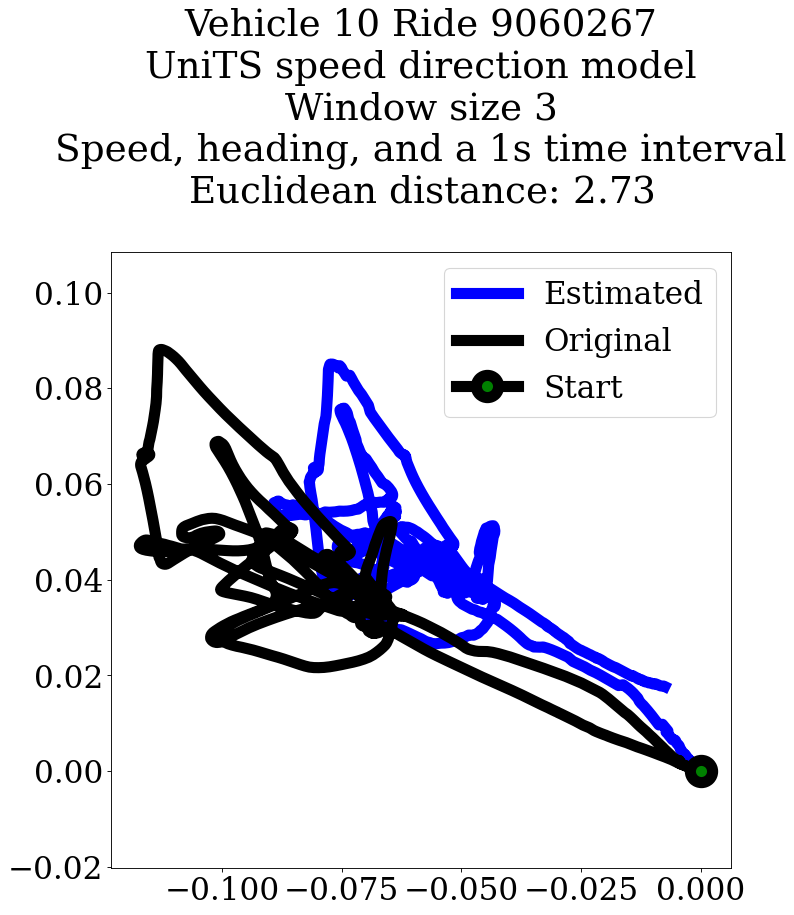 Vehicle 10 Ride 9060267
UniTS speed direction model
Window size 3
Speed, heading, and a 1s time interval
Euclidean distance: 2.73
Estimated
Original
Start
0.10
0.08
0.06
0.04
0.02
0.00
−0.02
−0.100 −0.075 −0.050 −0.025 0.000